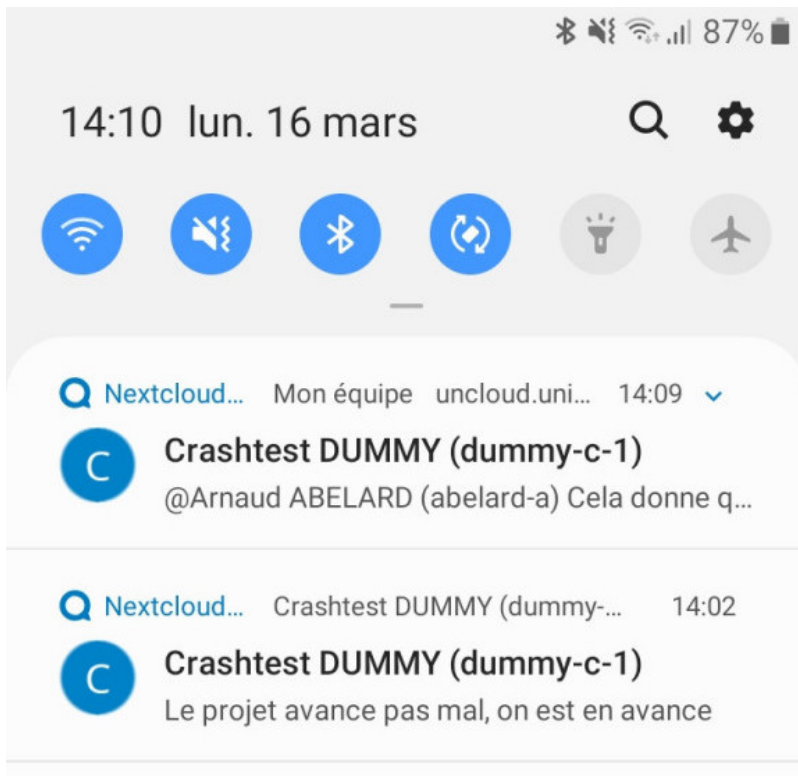 87%
14:10 lun. 16 mars
Nextcloud... Mon équipe uncloud.uni... 14:09
C
Crashtest DUMMY (dummy-c-1)
@Arnaud ABELARD (abelard-a) Cela donne q...
Nextcloud... Crashtest DUMMY (dummy-... 14:02
C
Crashtest DUMMY (dummy-c-1)
Le projet avance pas mal, on est en avance